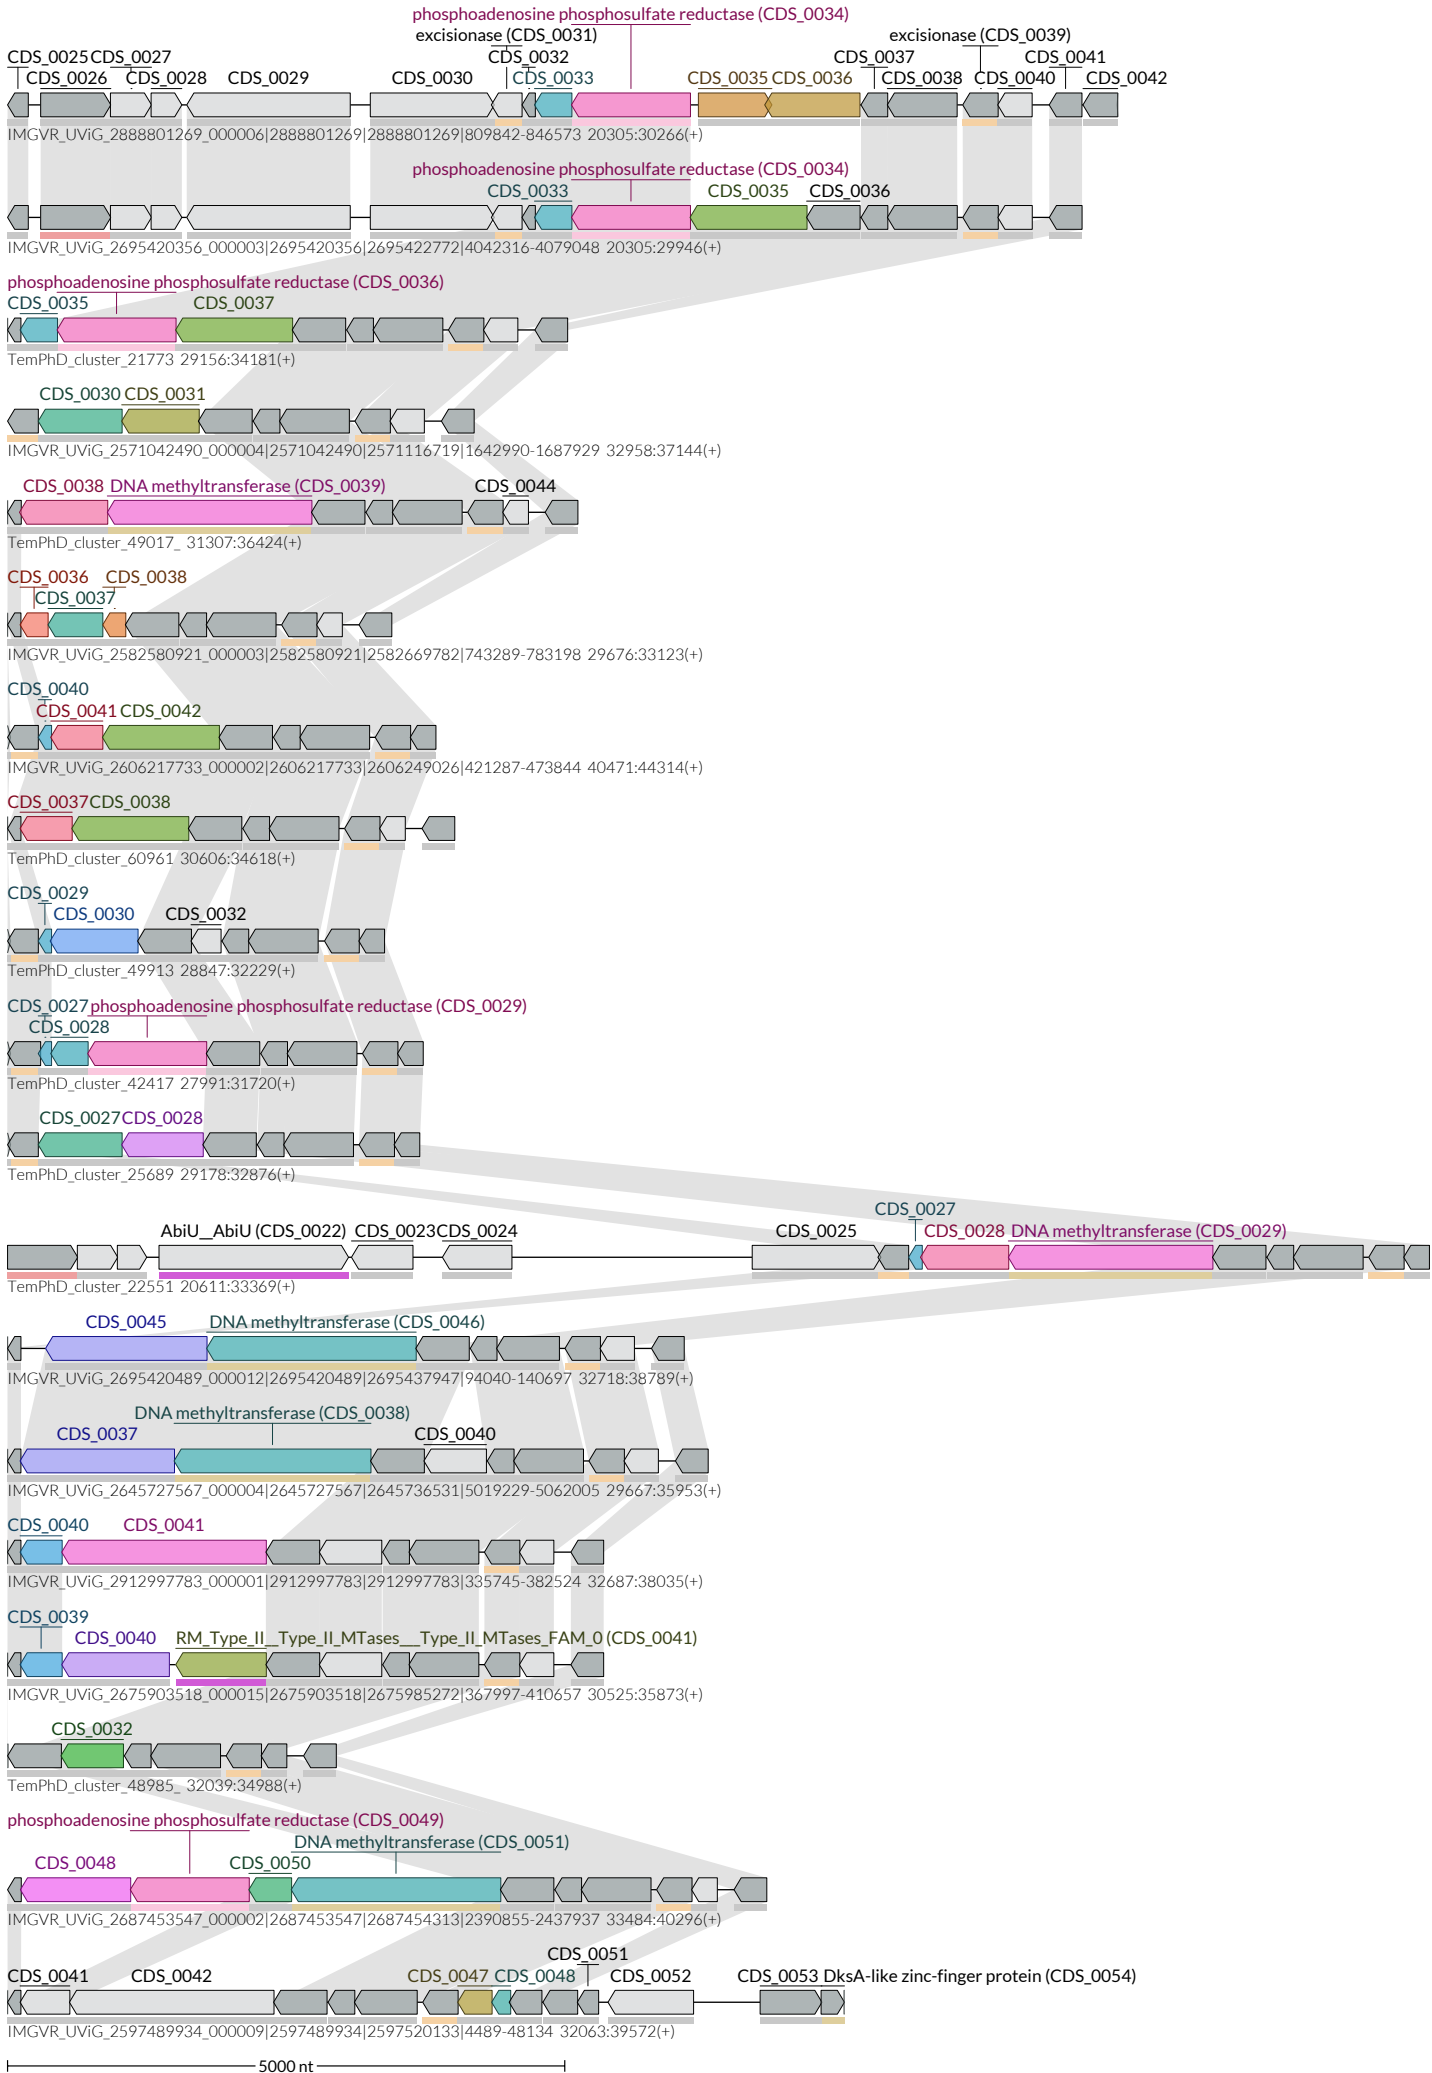 phosphoadenosine phosphosulfate reductase (CDS_0034)
excisionase (CDS_0031) excisionase (CDS_0039)
CDS_0025 CDS_0027 CDS_0032 CDS_0037 CDS_0041
CDS_0026 CDS_0028 CDS_0029 CDS_0030 CDS_0033 CDS_0035 CDS_0036 CDS_0038 CDS_0040 CDS_0042
IMGVR_UViG_2888801269_000006|2888801269|2888801269|809842-846573 20305:30266(+)
phosphoadenosine phosphosulfate reductase (CDS_0034)
CDS_0033 CDS_0035 CDS_0036
IMGVR_UViG_2695420356_000003|2695420356|2695422772|4042316-4079048 20305:29946(+)
phosphoadenosine phosphosulfate reductase (CDS_0036)
CDS_0035 CDS_0037
TemPhD_cluster_21773 29156:34181(+)
CDS_0030 CDS_0031
IMGVR_UViG_2571042490_000004|2571042490|2571116719|1642990-1687929 32958:37144(+)
CDS_0038 DNA methyltransferase (CDS_0039) CDS_0044
TemPhD_cluster_49017_ 31307:36424(+)
CDS_0036 CDS_0038
CDS_0037
IMGVR_UViG_2582580921_000003|2582580921|2582669782|743289-783198 29676:33123(+)
CDS_0040
CDS_0041 CDS_0042
IMGVR_UViG_2606217733_000002|2606217733|2606249026|421287-473844 40471:44314(+)
CDS_0037 CDS_0038
TemPhD_cluster_60961 30606:34618(+)
CDS_0029
CDS_0030 CDS_0032
TemPhD_cluster_49913 28847:32229(+)
CDS_0027 phosphoadenosine phosphosulfate reductase (CDS_0029)
CDS_0028
TemPhD_cluster_42417 27991:31720(+)
CDS_0027 CDS_0028
TemPhD_cluster_25689 29178:32876(+)
CDS_0027
AbiU__AbiU (CDS_0022) CDS_0023 CDS_0024 CDS_0025 CDS_0028 DNA methyltransferase (CDS_0029)
TemPhD_cluster_22551 20611:33369(+)
CDS_0045 DNA methyltransferase (CDS_0046)
IMGVR_UViG_2695420489_000012|2695420489|2695437947|94040-140697 32718:38789(+)
DNA methyltransferase (CDS_0038)
CDS_0037 CDS_0040
IMGVR_UViG_2645727567_000004|2645727567|2645736531|5019229-5062005 29667:35953(+)
CDS_0040 CDS_0041
IMGVR_UViG_2912997783_000001|2912997783|2912997783|335745-382524 32687:38035(+)
CDS_0039
CDS_0040 RM_Type_II__Type_II_MTases__Type_II_MTases_FAM_0 (CDS_0041)
IMGVR_UViG_2675903518_000015|2675903518|2675985272|367997-410657 30525:35873(+)
CDS_0032
TemPhD_cluster_48985_ 32039:34988(+)
phosphoadenosine phosphosulfate reductase (CDS_0049)
DNA methyltransferase (CDS_0051)
CDS_0048 CDS_0050
IMGVR_UViG_2687453547_000002|2687453547|2687454313|2390855-2437937 33484:40296(+)
CDS_0051
CDS_0041 CDS_0042 CDS_0047 CDS_0048 CDS_0052 CDS_0053 DksA-like zinc-finger protein (CDS_0054)
IMGVR_UViG_2597489934_000009|2597489934|2597520133|4489-48134 32063:39572(+)
5000 nt